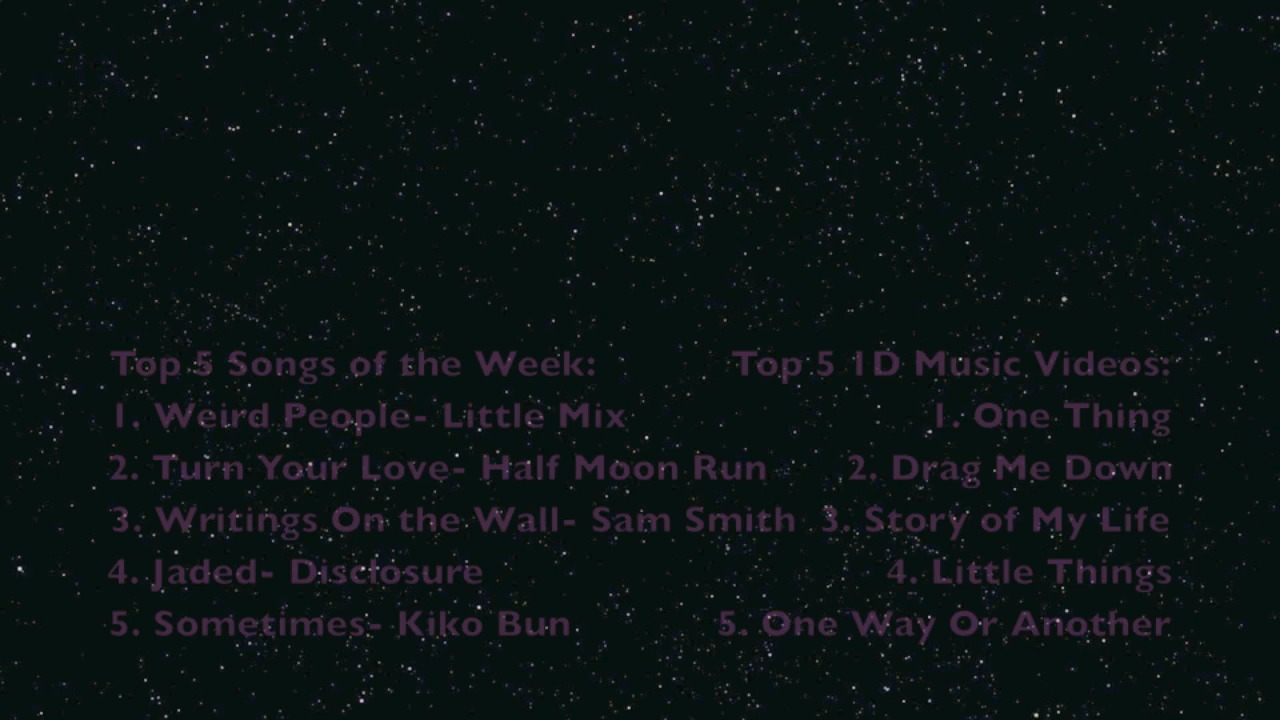 Top 5 Songs of the Week:
1. Weird People- Little Mix
2. Turn Your Love- Half Moon Run
3. Writings On the Wall- Sam Smith
4. Jaded- Disclosure
5. Sometimes- Kiko Bun
Top 5 1D Music Videos:
1. One Thing
2. Drag Me Down
3. Story of My Life
4. Little Things
5. One Way Or Another